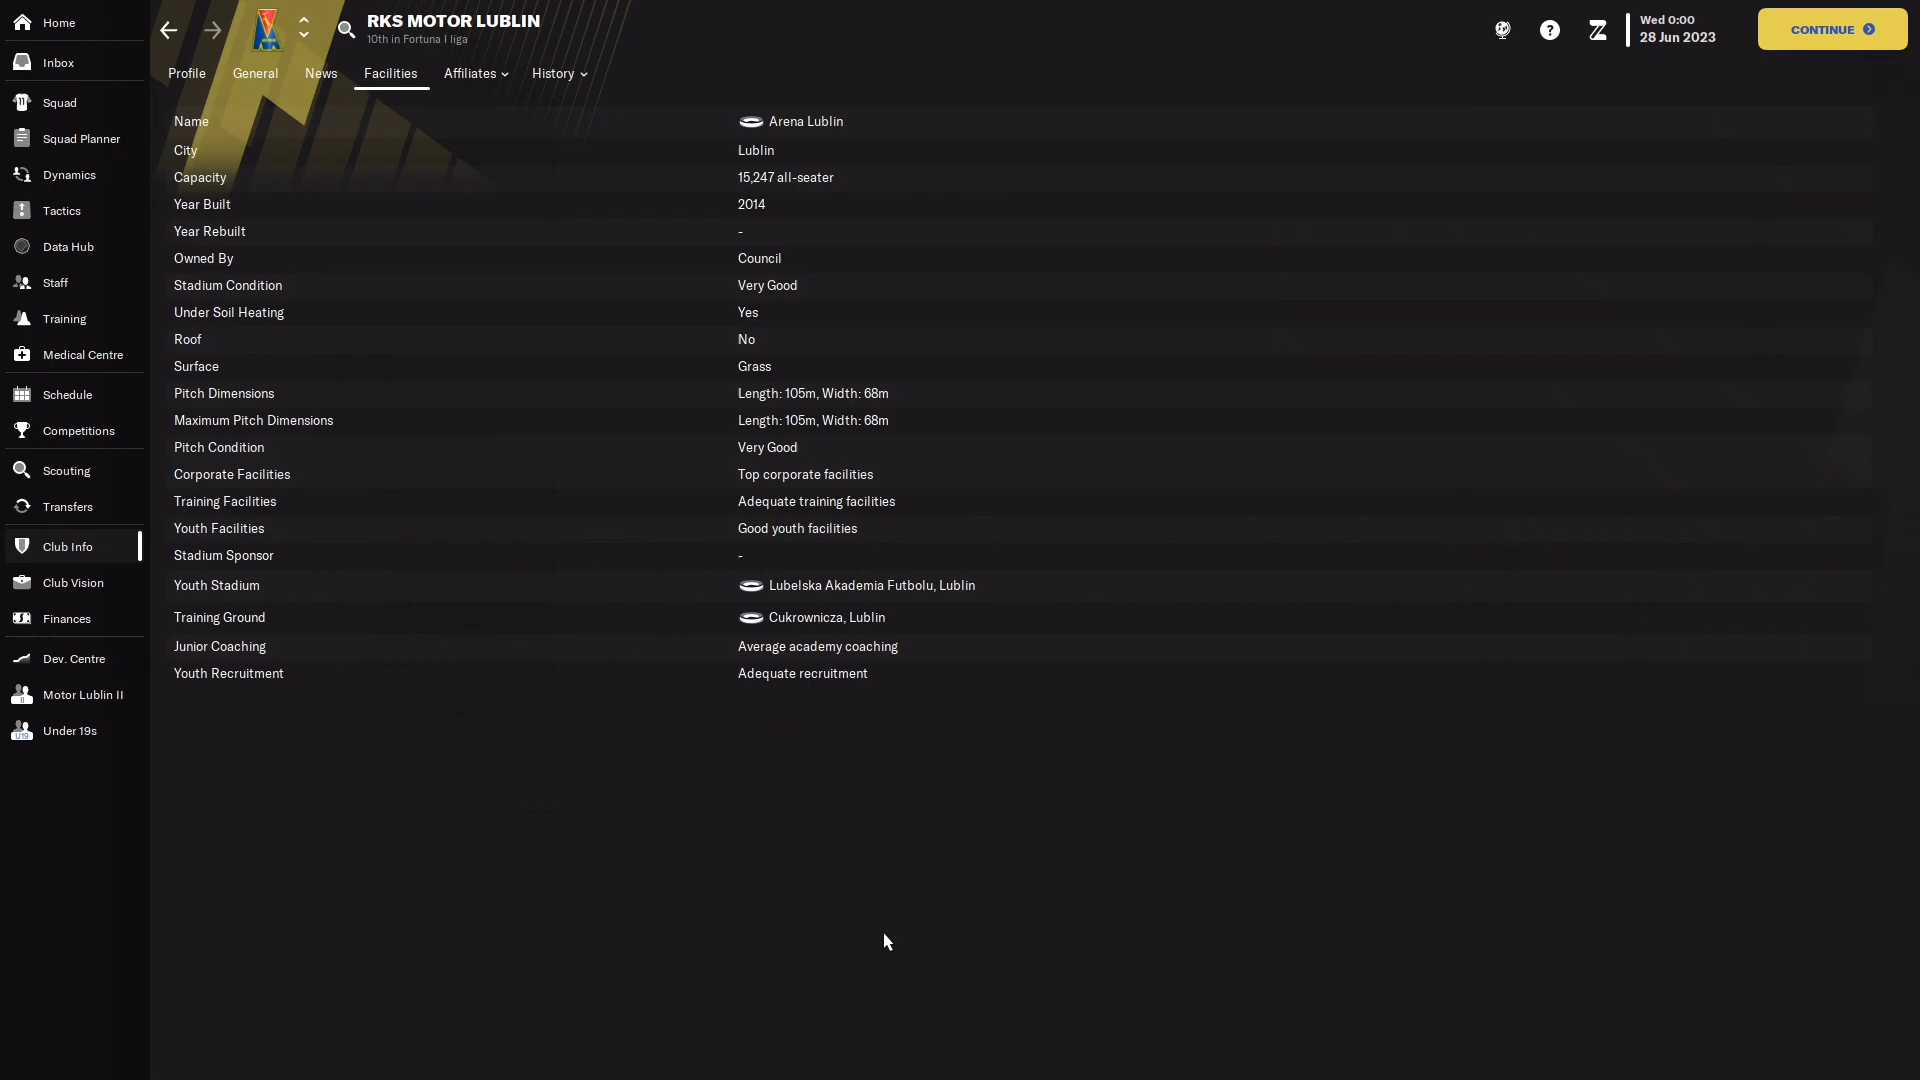 Home
Inbox
Squad
Squad Planner
Dynamics
Tactics
Data Hub
Staff
Training
Medical Centre
Schedule
Competitions
Scouting
Transfers
Club Info
Club Vision
Finances
Dev. Centre
Motor Lublin II
Under 19s
RKS MOTOR LUBLIN
10th in Fortuna I liga
Wed 0:00
28 Jun 2023
CONTINUE
Profile General News Facilities Affiliates History
Name Arena Lublin
City Lublin
Capacity 15,247 all-seater
Year Built 2014
Year Rebuilt -
Owned By Council
Stadium Condition Very Good
Under Soil Heating Yes
Roof No
Surface Grass
Pitch Dimensions Length: 105m, Width: 68m
Maximum Pitch Dimensions Length: 105m, Width: 68m
Pitch Condition Very Good
Corporate Facilities Top corporate facilities
Training Facilities Adequate training facilities
Youth Facilities Good youth facilities
Stadium Sponsor -
Youth Stadium Lubelska Akademia Futbolu, Lublin
Training Ground Cukrownicza, Lublin
Junior Coaching Average academy coaching
Youth Recruitment Adequate recruitment